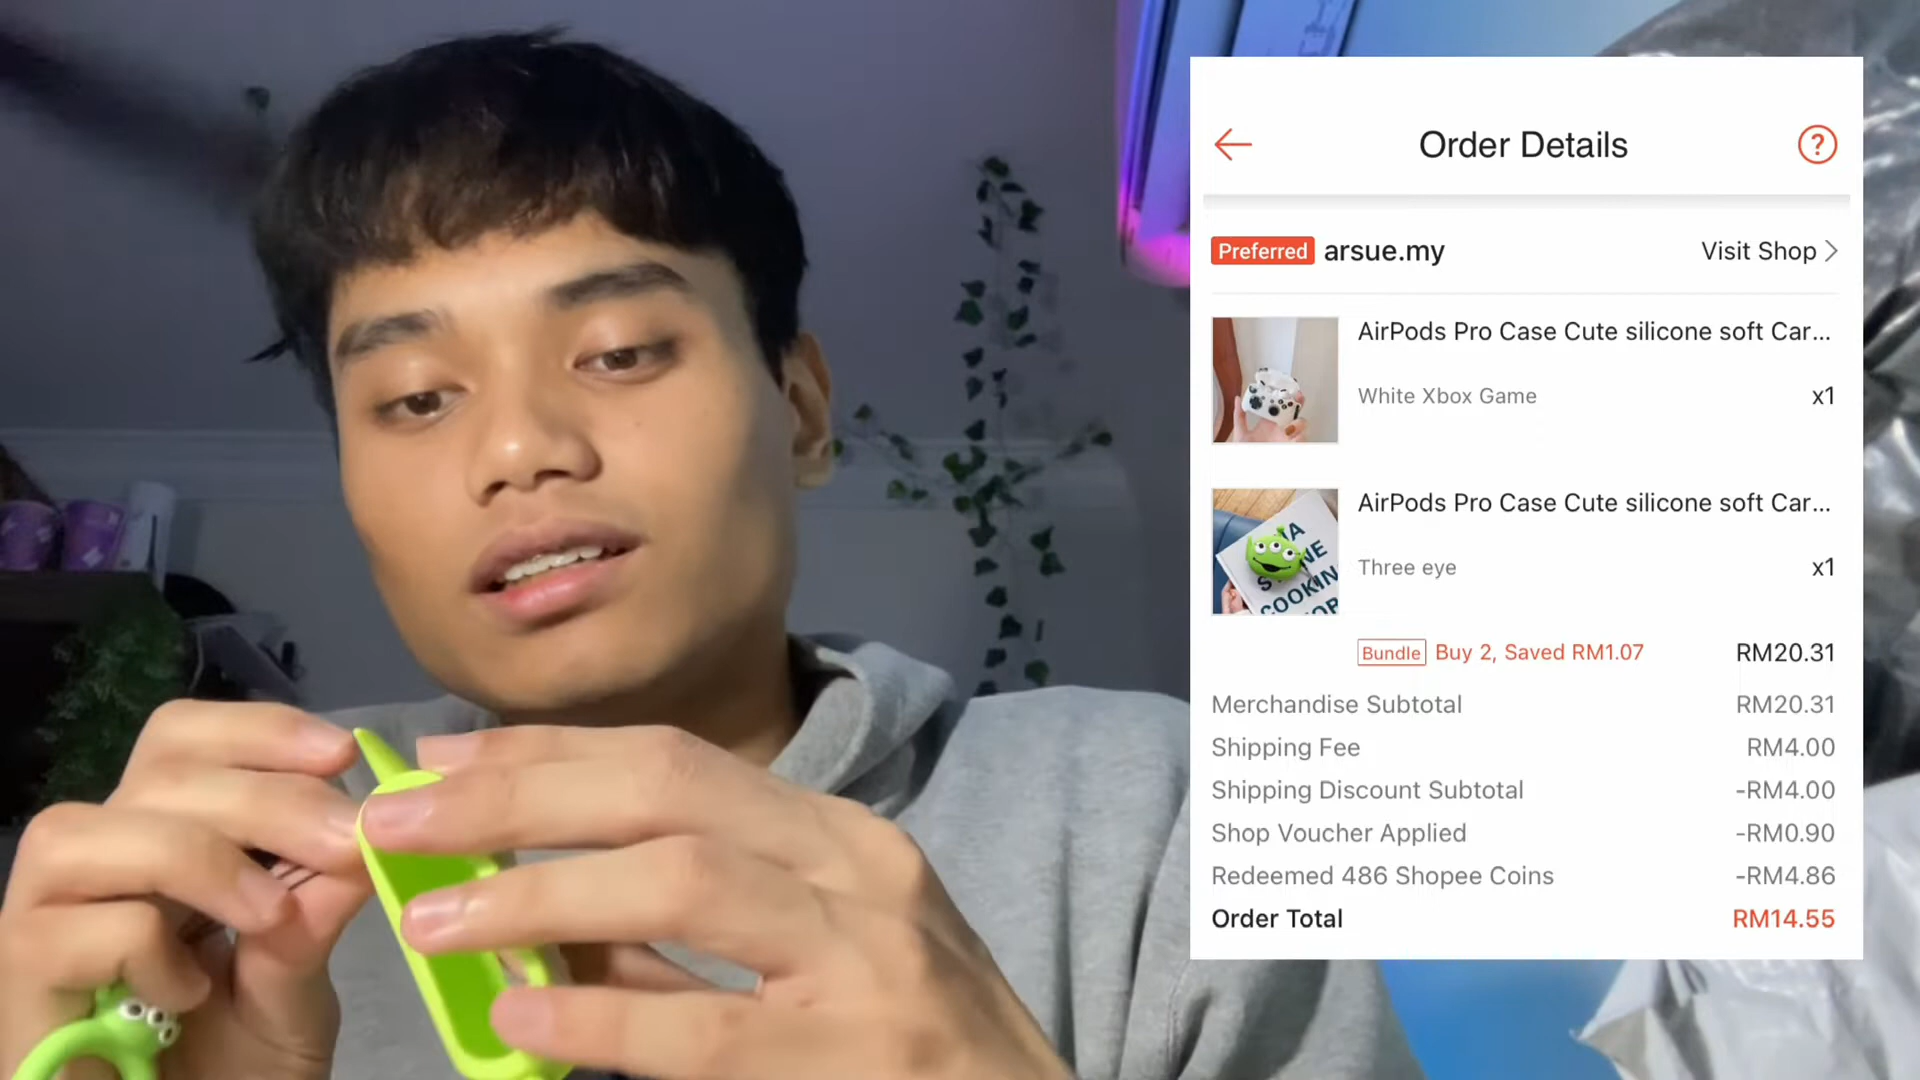 Order Details
?
Preferred arsue.my Visit Shop
AirPods Pro Case Cute silicone soft Car...
White Xbox Game x1
AirPods Pro Case Cute silicone soft Car...
Three eye x1
COOKIN
Bundle Buy 2, Saved RM1.07 RM20.31
Merchandise Subtotal RM20.31
Shipping Fee RM4.00
Shipping Discount Subtotal -RM4.00
Shop Voucher Applied -RM0.90
Redeemed 486 Shopee Coins -RM4.86
Order Total RM14.55